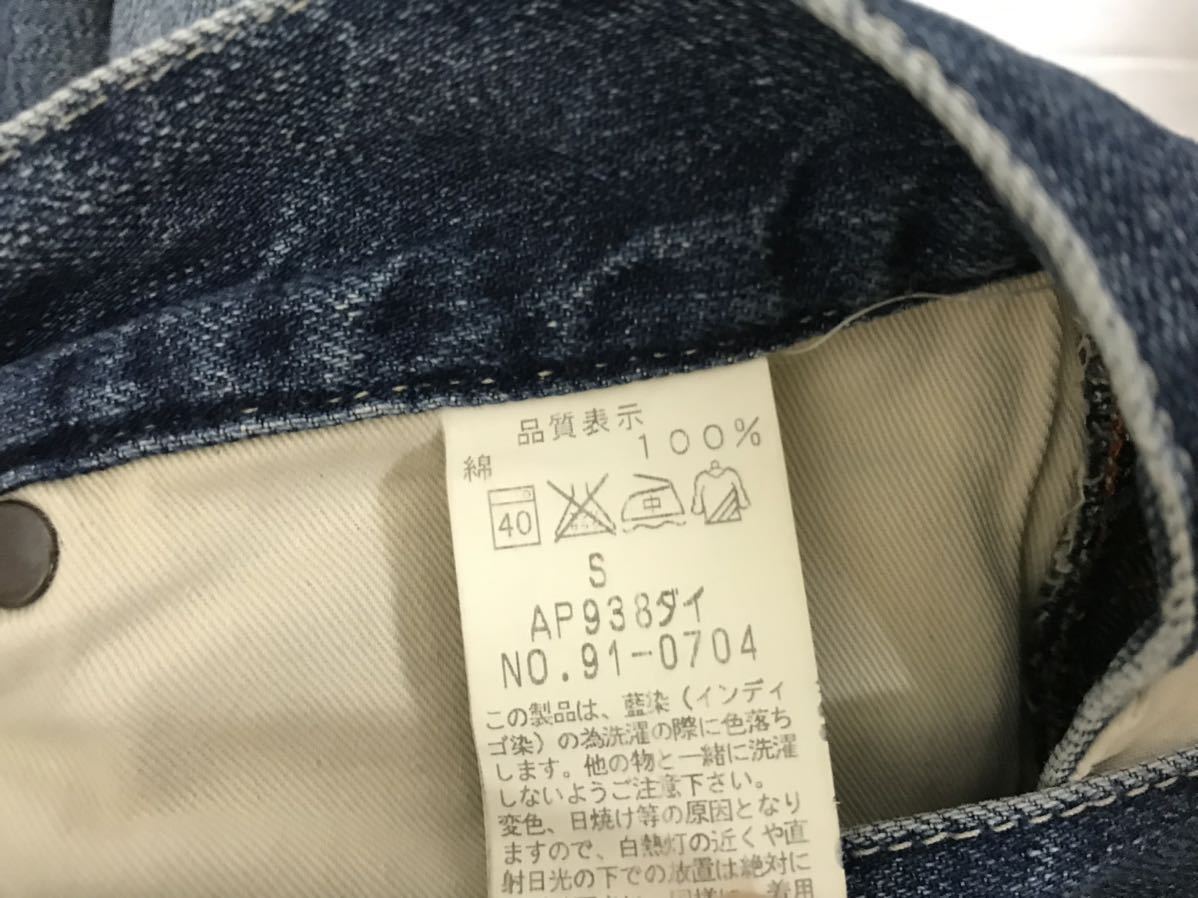 品質表示
綿 100%
40 中
S
AP938ダイ
NO.91-0704
この製品は、藍染(インディ
ゴ染)の為洗濯の際に色落ち
します。他の物と一緒に洗濯
しないようご注意下さい。
変色、日焼け等の原因となり
ますので、白熱灯の近くや直
射日光の下での放置は絶対に